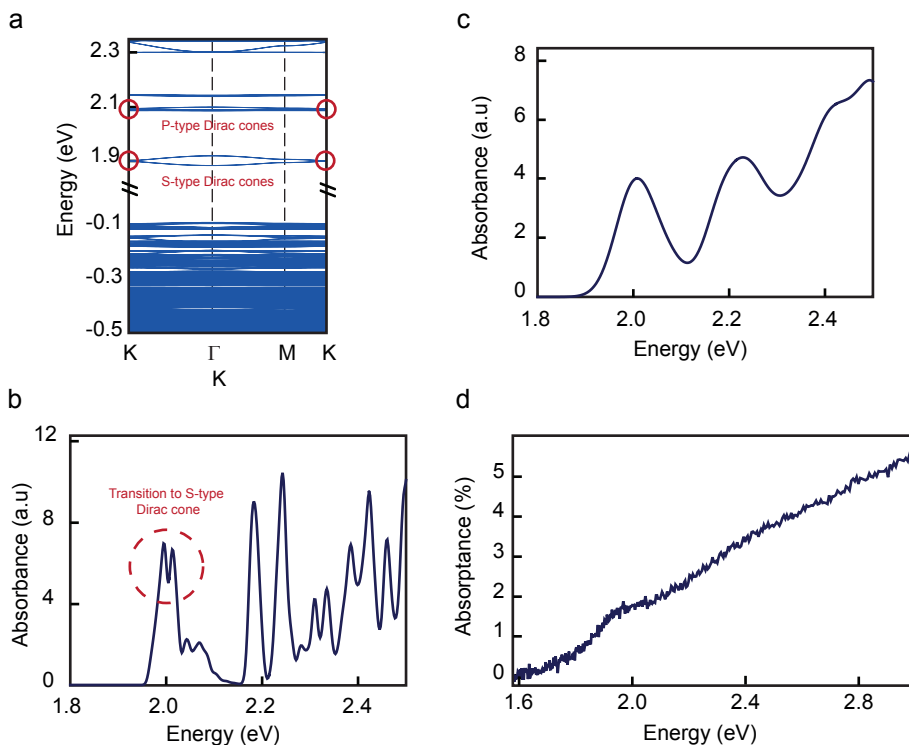 a
2.3
2.1
P-type Dirac cones
1.9
S-type Dirac cones
-0.1
-0.3
-0.5
Energy (eV)
K Γ M K
K
b
12
8
4
0
Absorbance (a.u)
Transition to S-type
Dirac cone
1.8 2.0 2.2 2.4
Energy (eV)
c
8
6
4
2
0
Absorbance (a.u)
1.8 2.0 2.2 2.4
Energy (eV)
d
5
4
3
2
1
0
Absorptance (%)
1.6 2.0 2.4 2.8
Energy (eV)